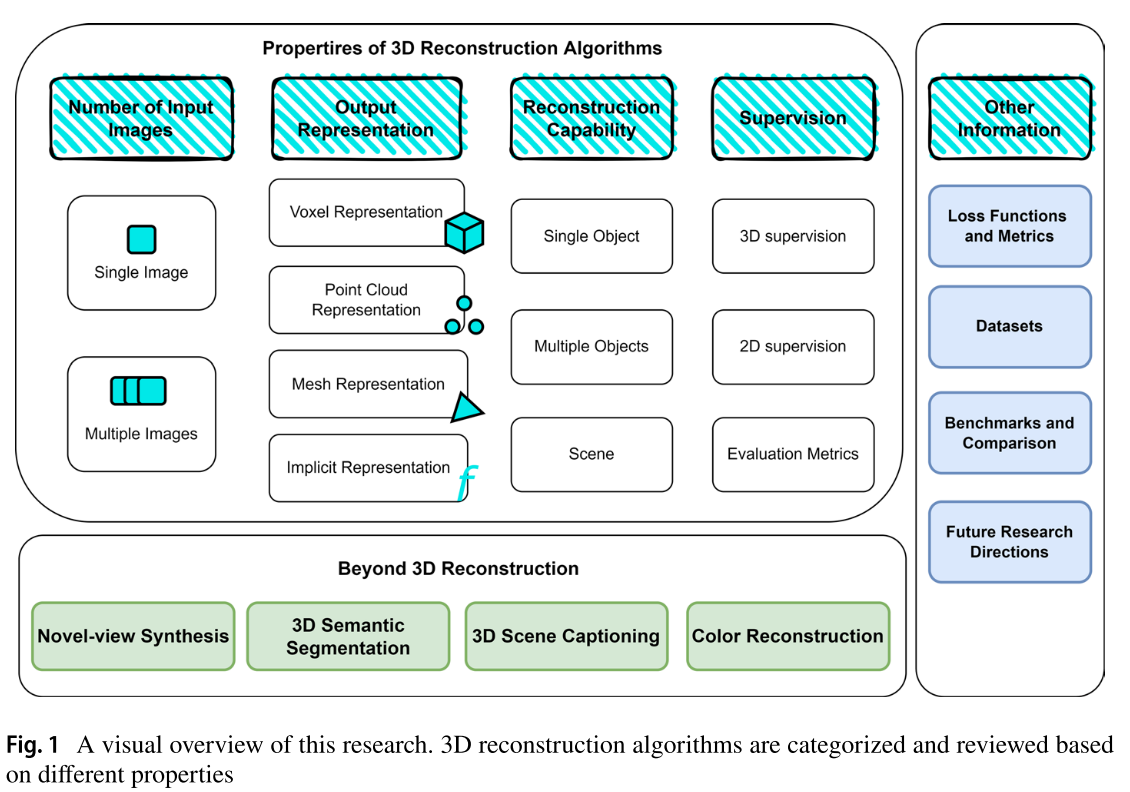 Propertires of 3D Reconstruction Algorithms
Number of Input
Images
Single Image
Multiple Images
Output
Representation
Voxel Representation
Point Cloud
Representation
Mesh Representation
Implicit Representation
f
Reconstruction
Capability
Single Object
Multiple Objects
Scene
Supervision
3D supervision
2D supervision
Evaluation Metrics
Other
Information
Loss Functions
and Metrics
Datasets
Benchmarks and
Comparison
Future Research
Directions
Beyond 3D Reconstruction
Novel-view Synthesis
3D Semantic
Segmentation
3D Scene Captioning
Color Reconstruction
Fig. 1 A visual overview of this research. 3D reconstruction algorithms are categorized and reviewed based
on different properties